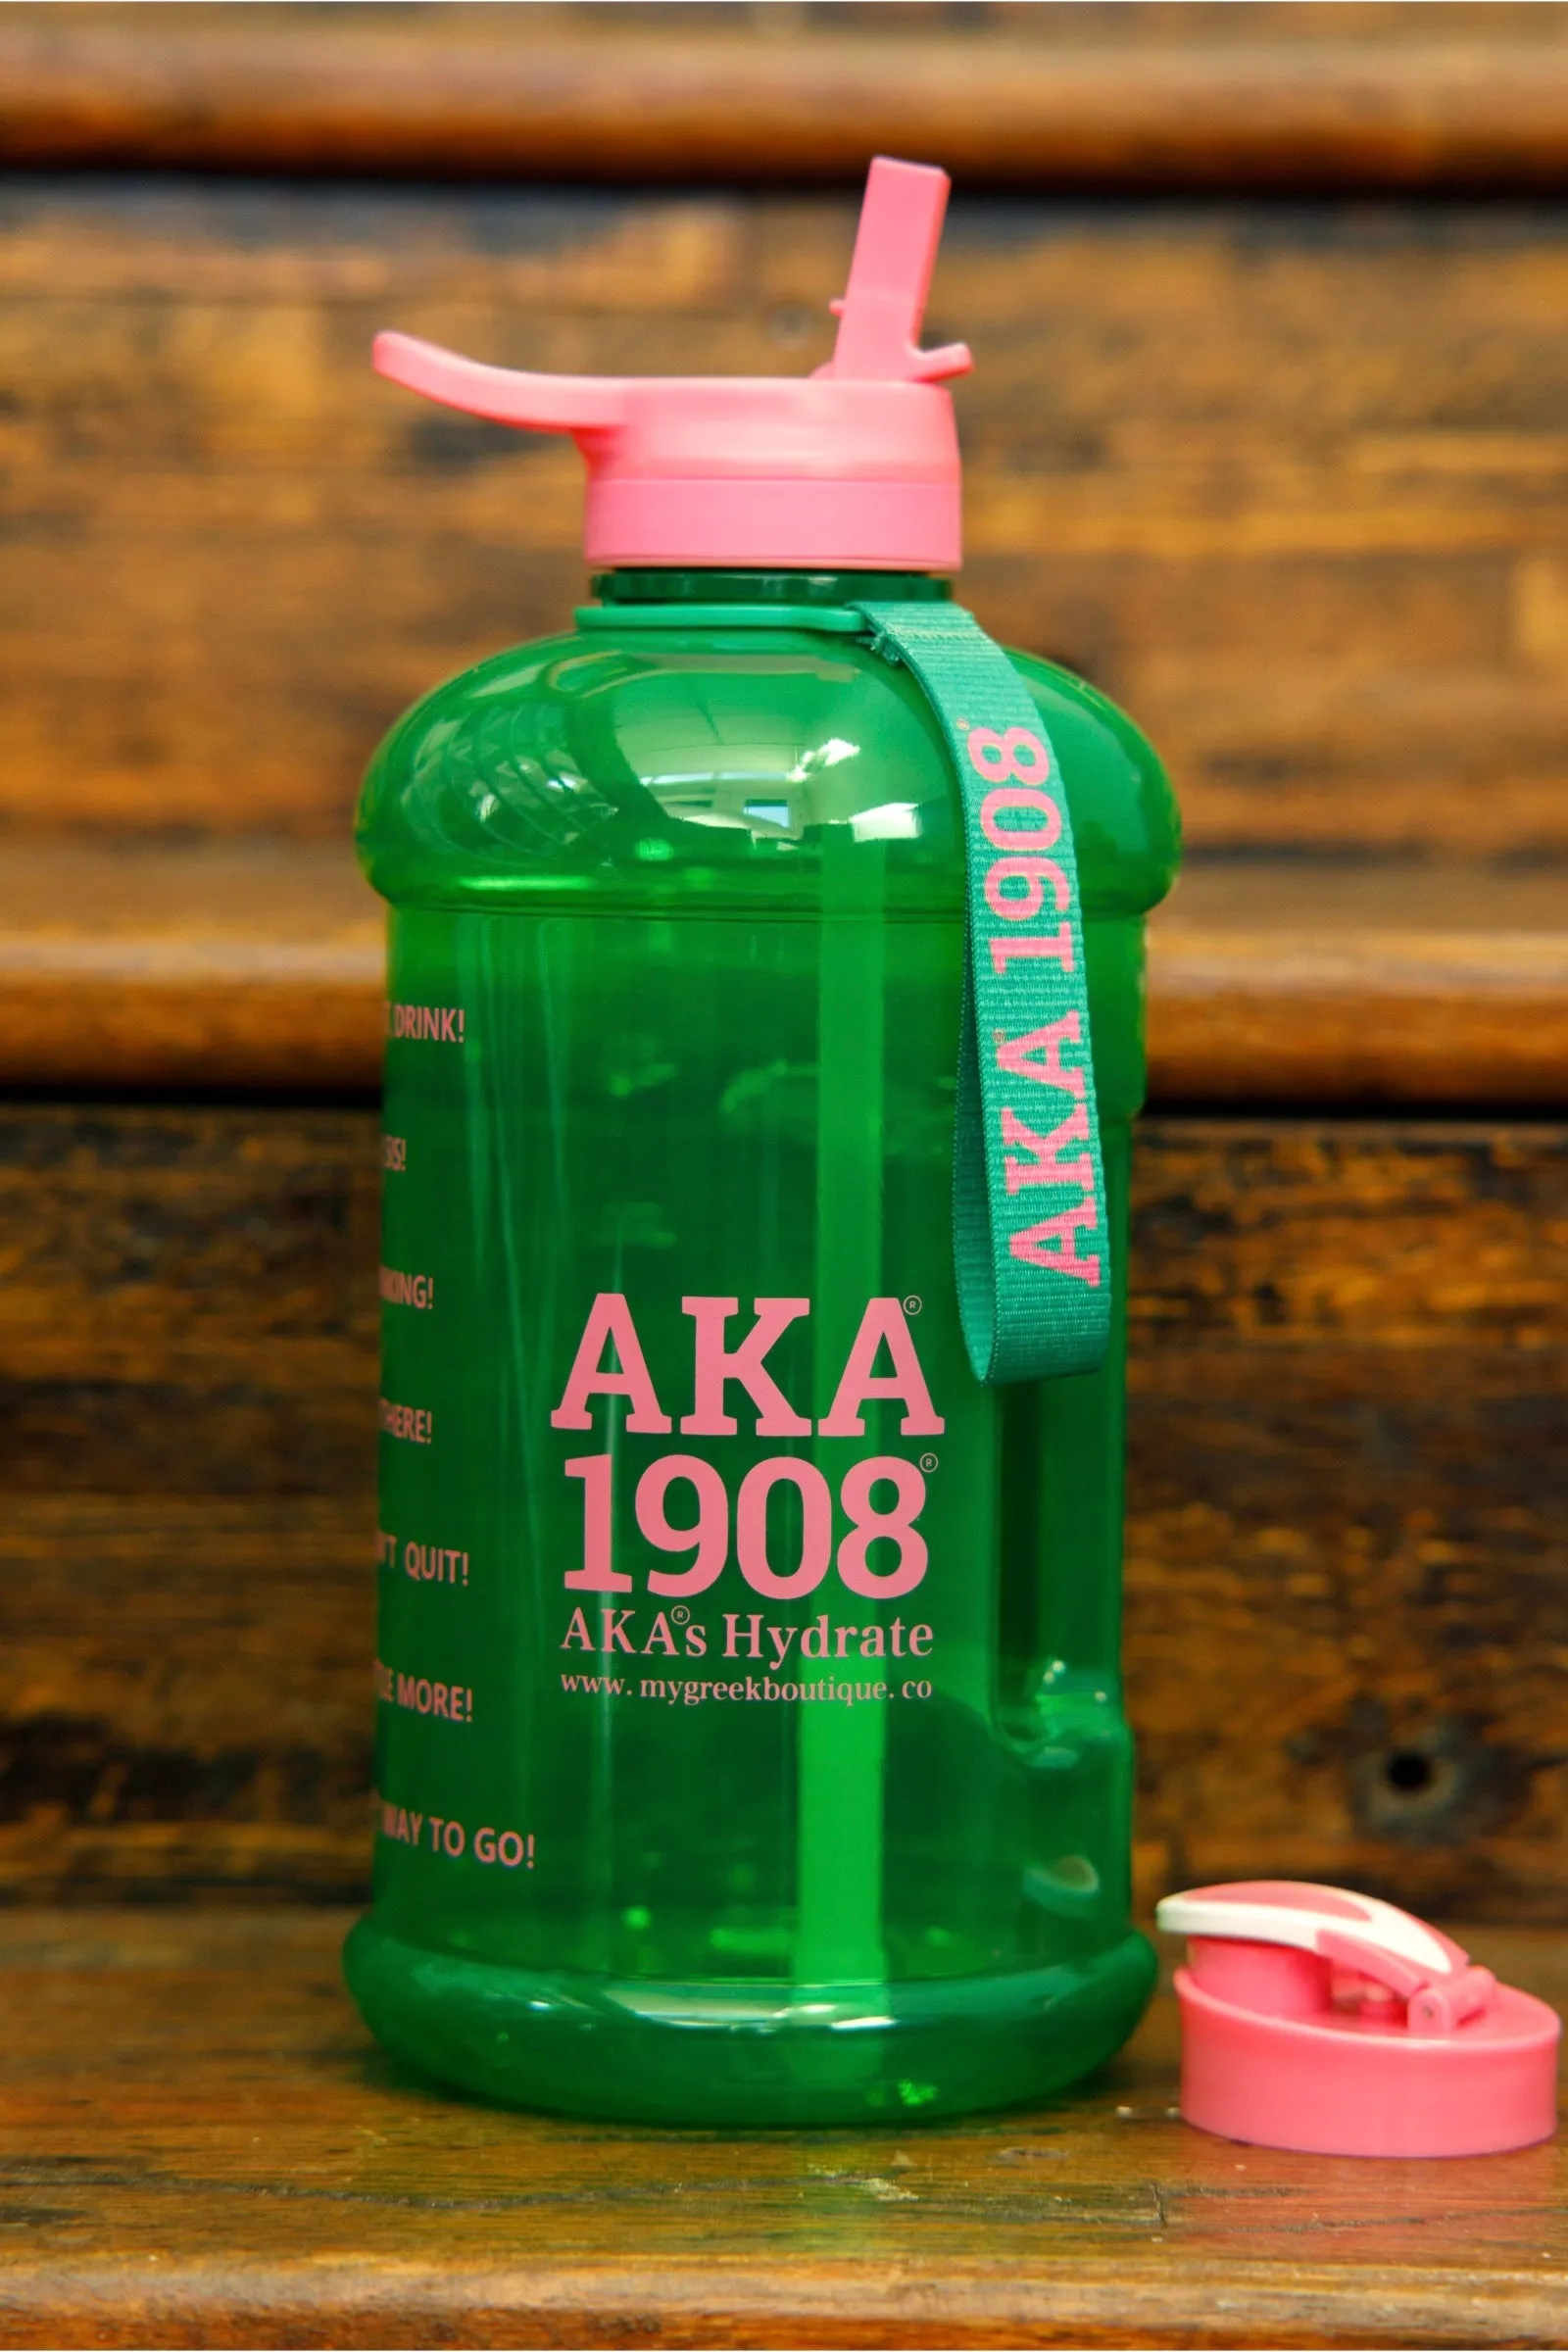 AKA® 1908®
DRINK!
THERE!
QUIT!
MORE!
WAY TO GO!
AKA®
1908®
AKA®s Hydrate
www.mygreekboutique.co